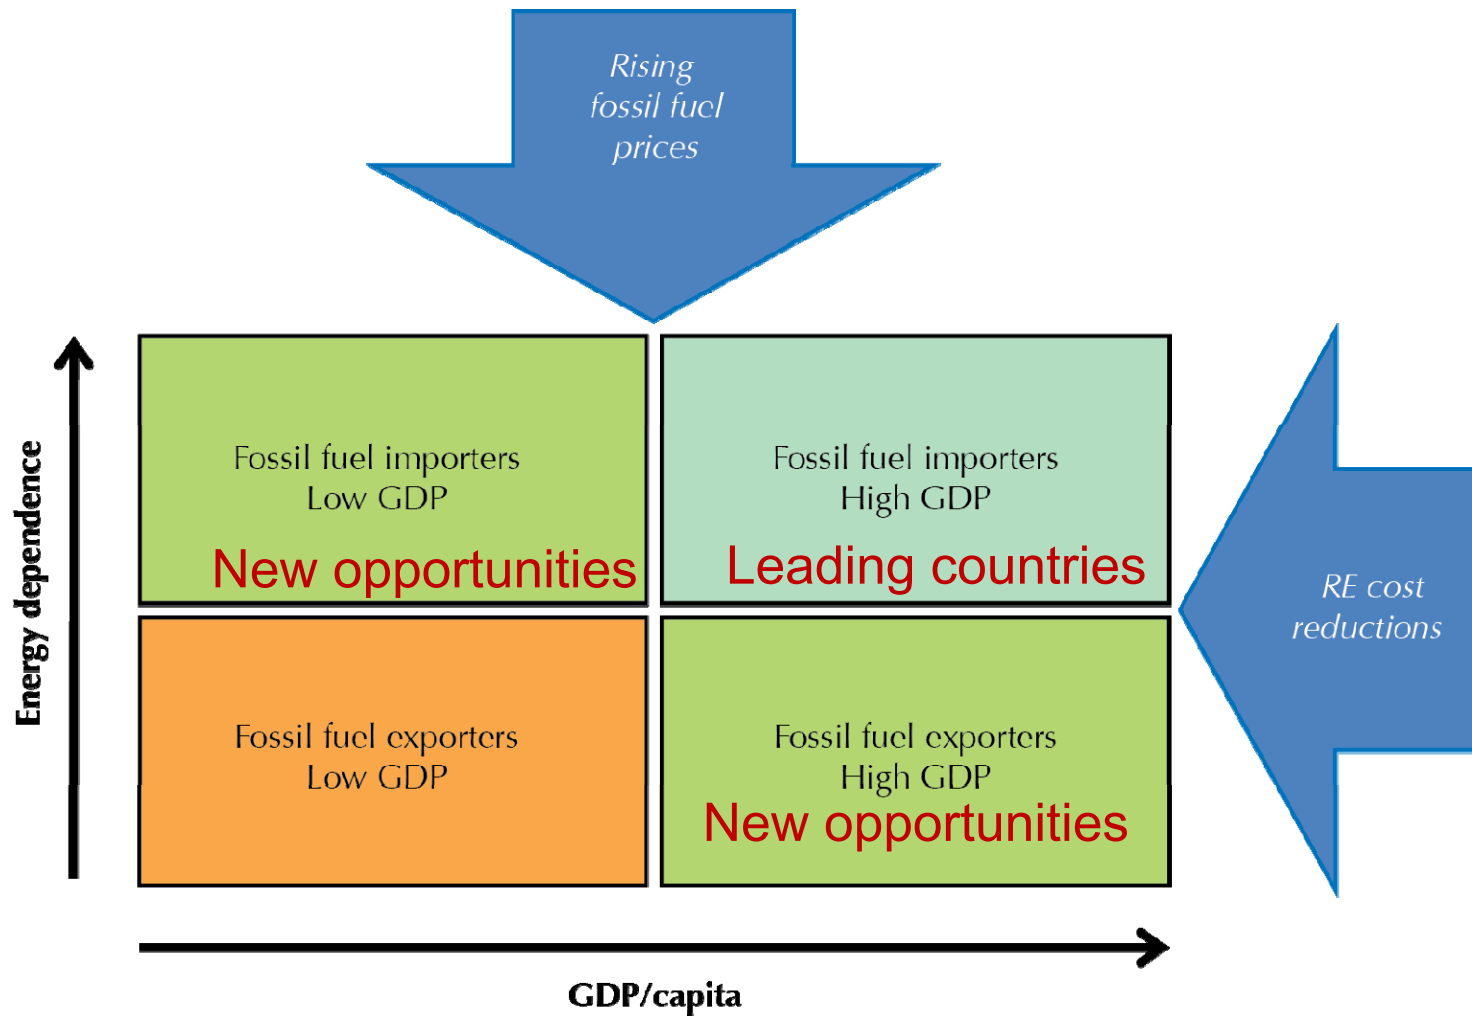 Rising
fossil fuel
prices
Fossil fuel importers
Low GDP
New opportunities
Fossil fuel importers
High GDP
Leading countries
RE cost
reductions
Energy dependence
Fossil fuel exporters
Low GDP
Fossil fuel exporters
High GDP
New opportunities
GDP/capita